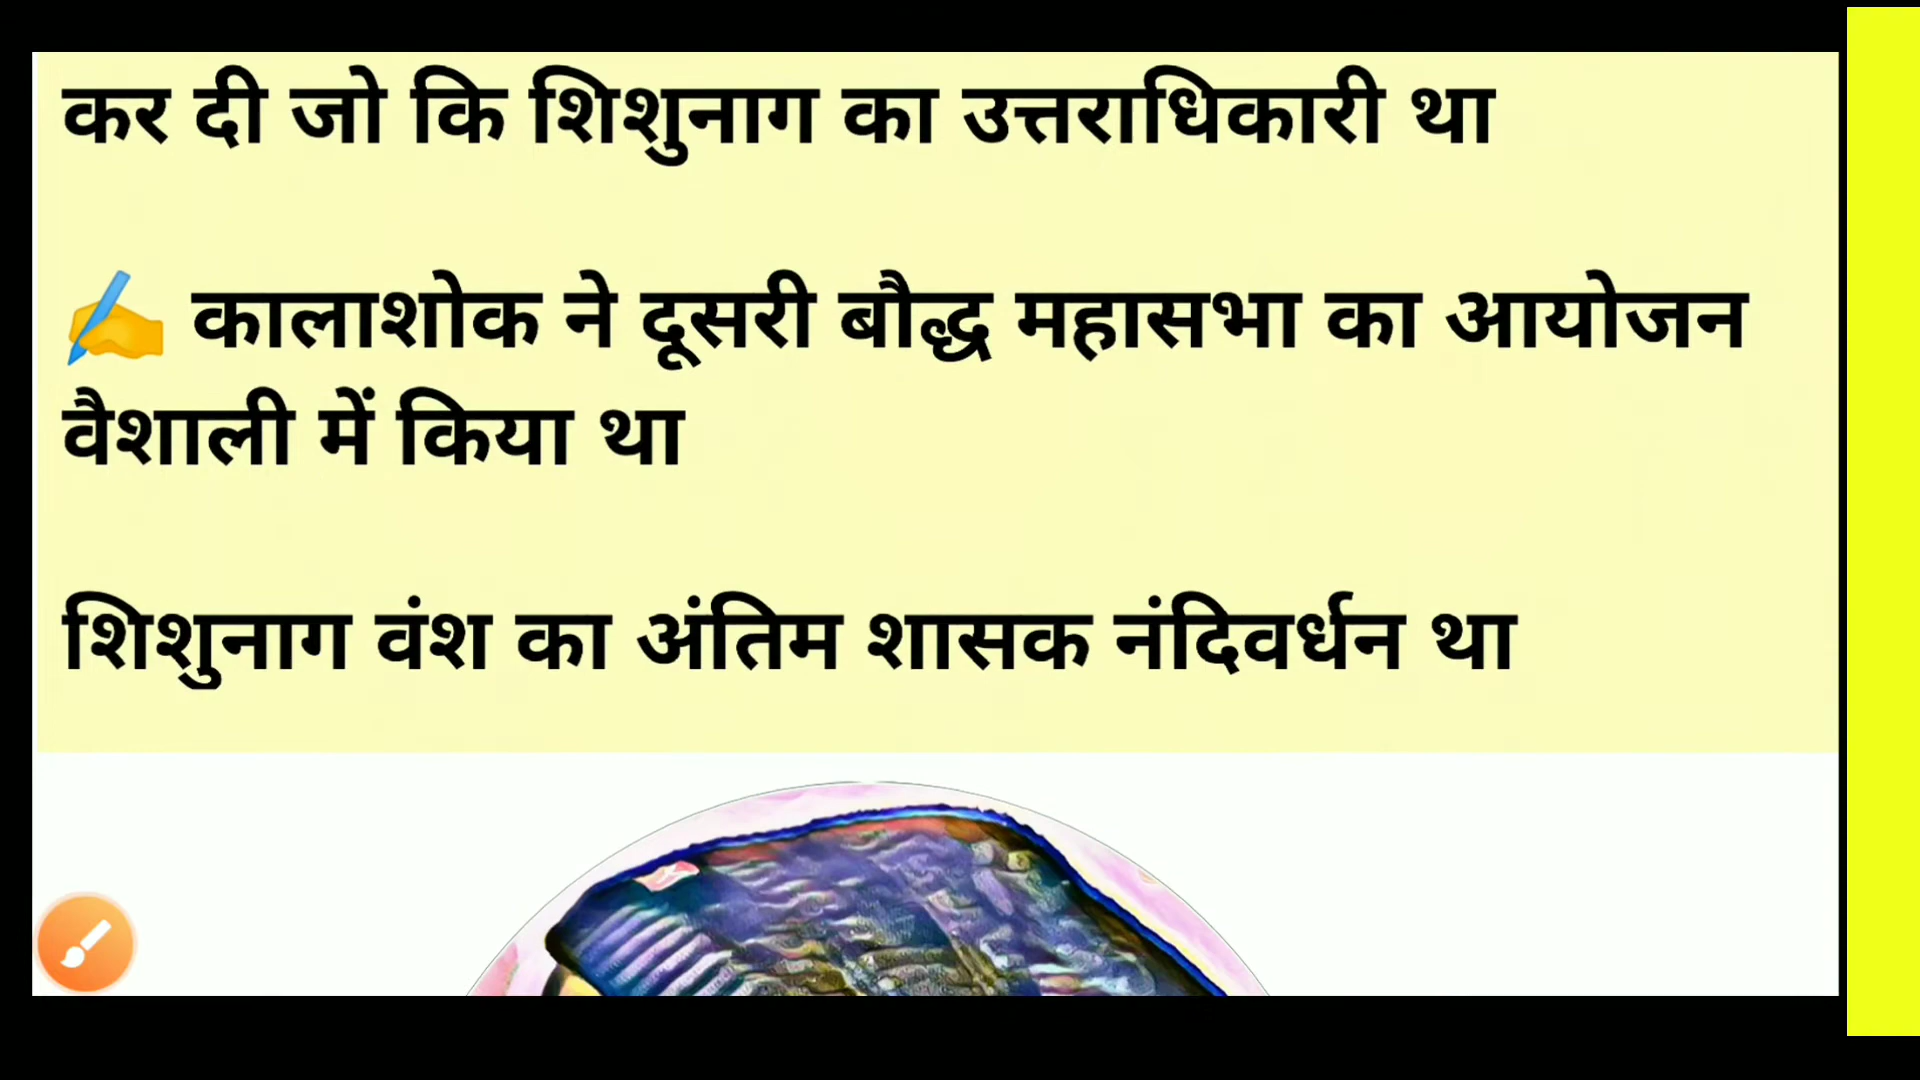 कर दी जो कि शिशुनाग का उत्तराधिकारी था
✍ कालाशोक ने दूसरी बौद्ध महासभा का आयोजन
वैशाली में किया था
शिशुनाग वंश का अंतिम शासक नंदिवर्धन था